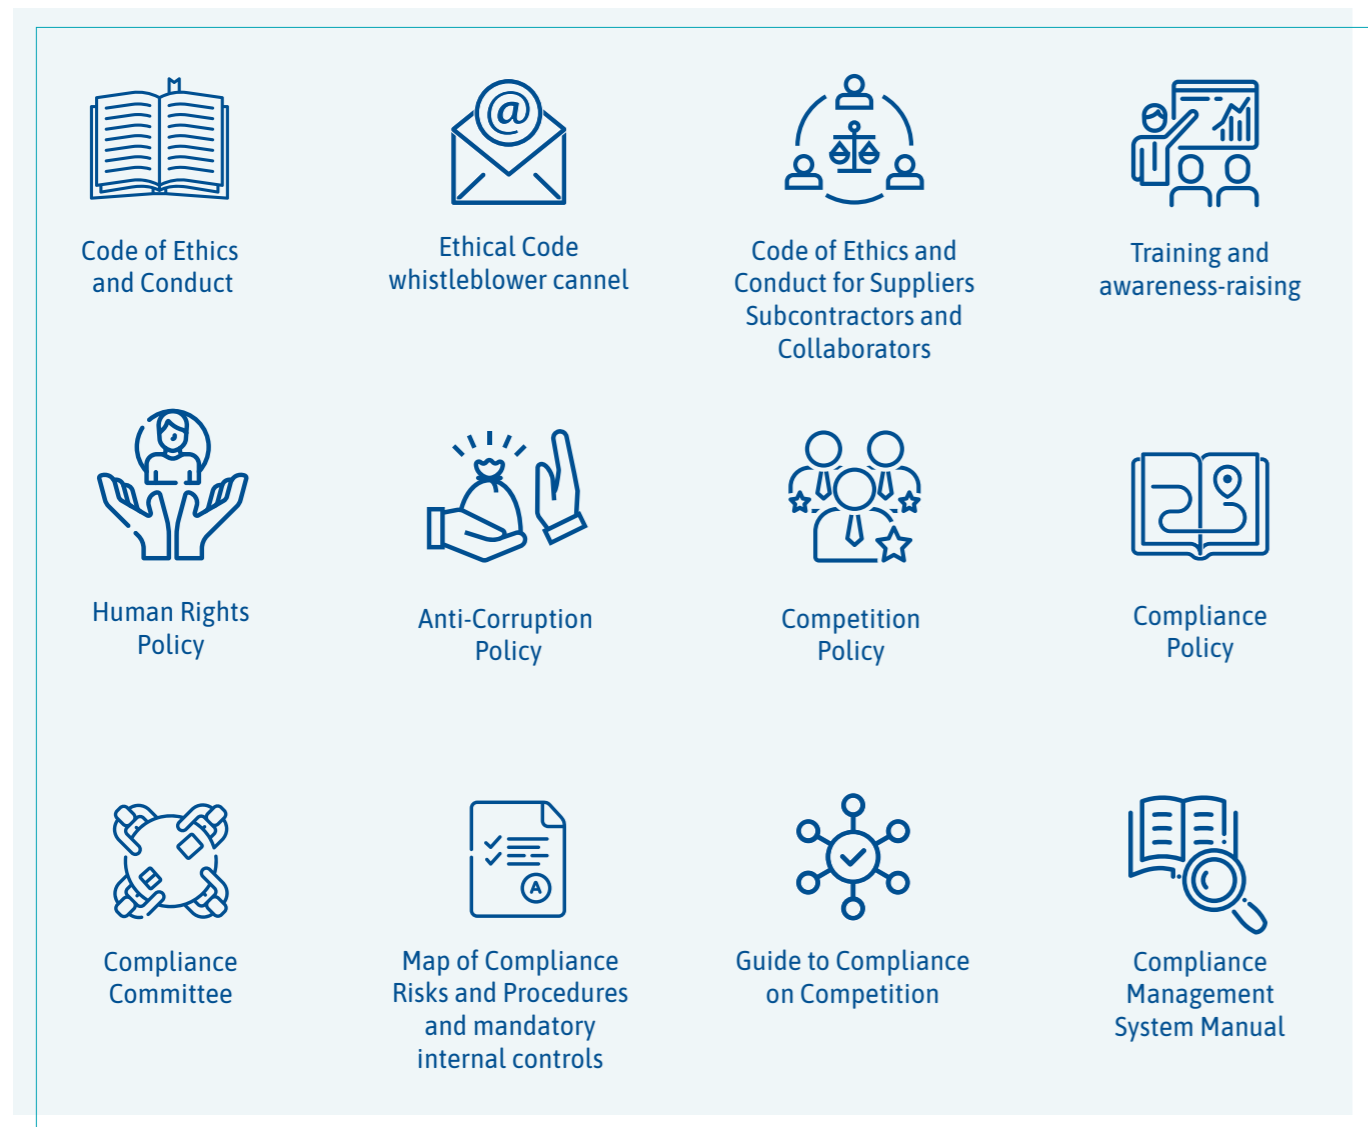 Code of Ethics
and Conduct
Ethical Code
whistleblower cannel
Code of Ethics and
Conduct for Suppliers
Subcontractors and
Collaborators
Training and
awareness-raising
Human Rights
Policy
Anti-Corruption
Policy
Competition
Policy
Compliance
Policy
Compliance
Committee
Map of Compliance
Risks and Procedures
and mandatory
internal controls
Guide to Compliance
on Competition
Compliance
Management
System Manual